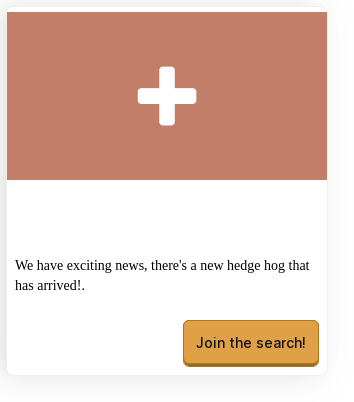 We have exciting news, there's a new hedge hog that
has arrived!.
Join the search!